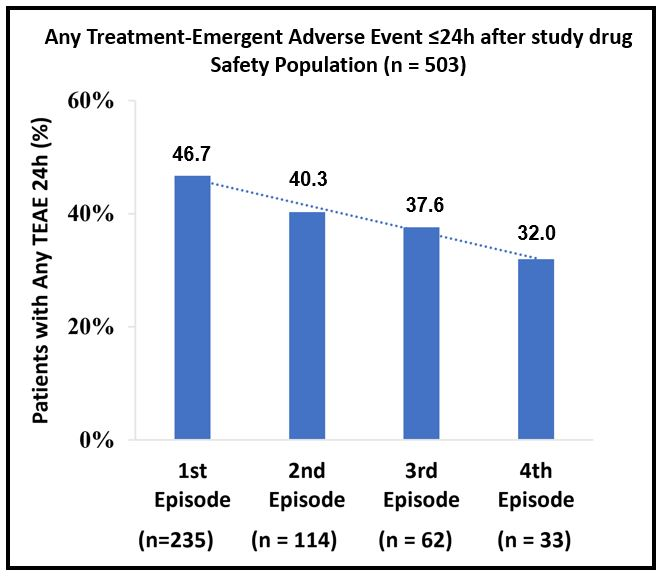 Any Treatment-Emergent Adverse Event ≤24h after study drug
Safety Population (n = 503)
Patients with Any TEAE 24h (%)
60%
40%
20%
0%
46.7
40.3
37.6
32.0
1st Episode
2nd Episode
3rd Episode
4th Episode
(n=235)
(n = 114)
(n = 62)
(n = 33)